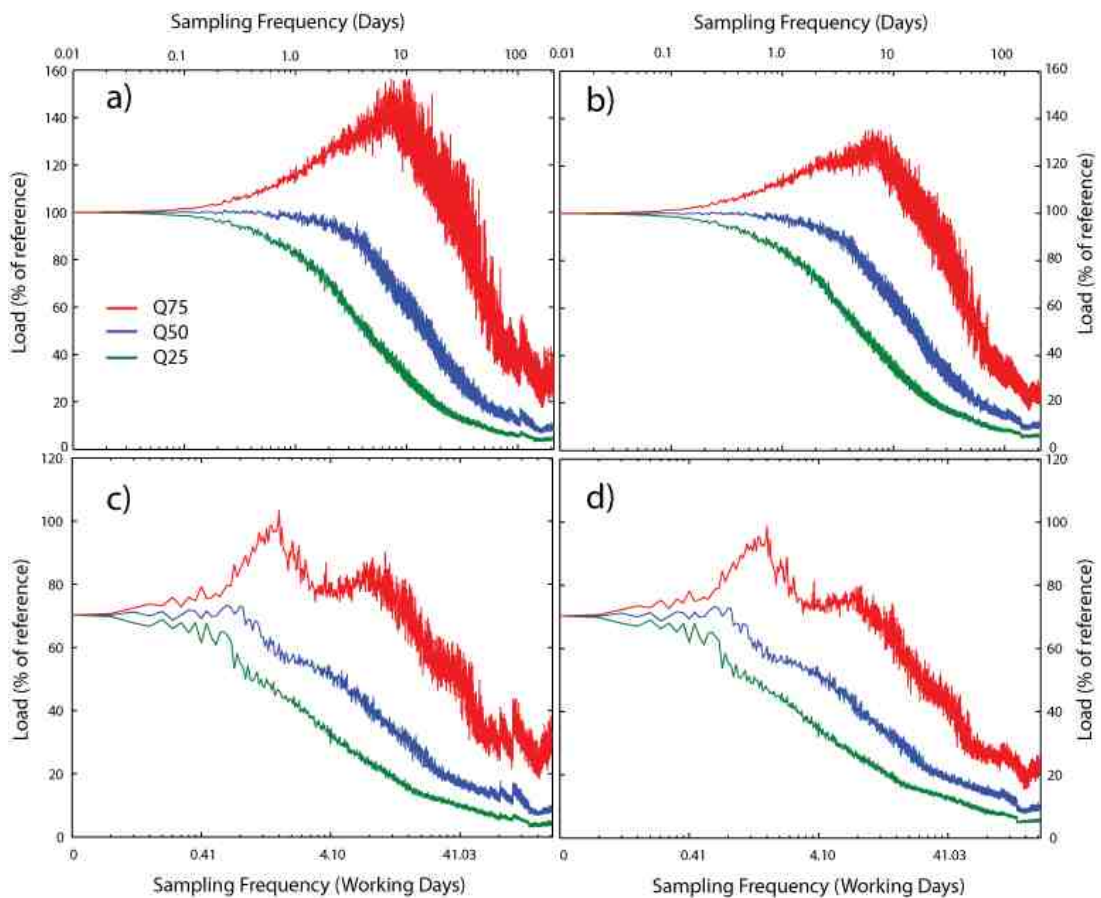 Sampling Frequency (Days)
Sampling Frequency (Days)
0.01 0.1 1.0 10 100
0.01 0.1 1.0 10 100
a)
b)
160
140
120
100
80
60
40
20
0
Load (% of reference)
Q75
Q50
Q25
160
140
120
100
80
60
40
20
0
Load (% of reference)
c)
d)
120
100
80
60
40
20
0
Load (% of reference)
120
100
80
60
40
20
0
Load (% of reference)
0 0.41 4.10 41.03
0 0.41 4.10 41.03
Sampling Frequency (Working Days)
Sampling Frequency (Working Days)